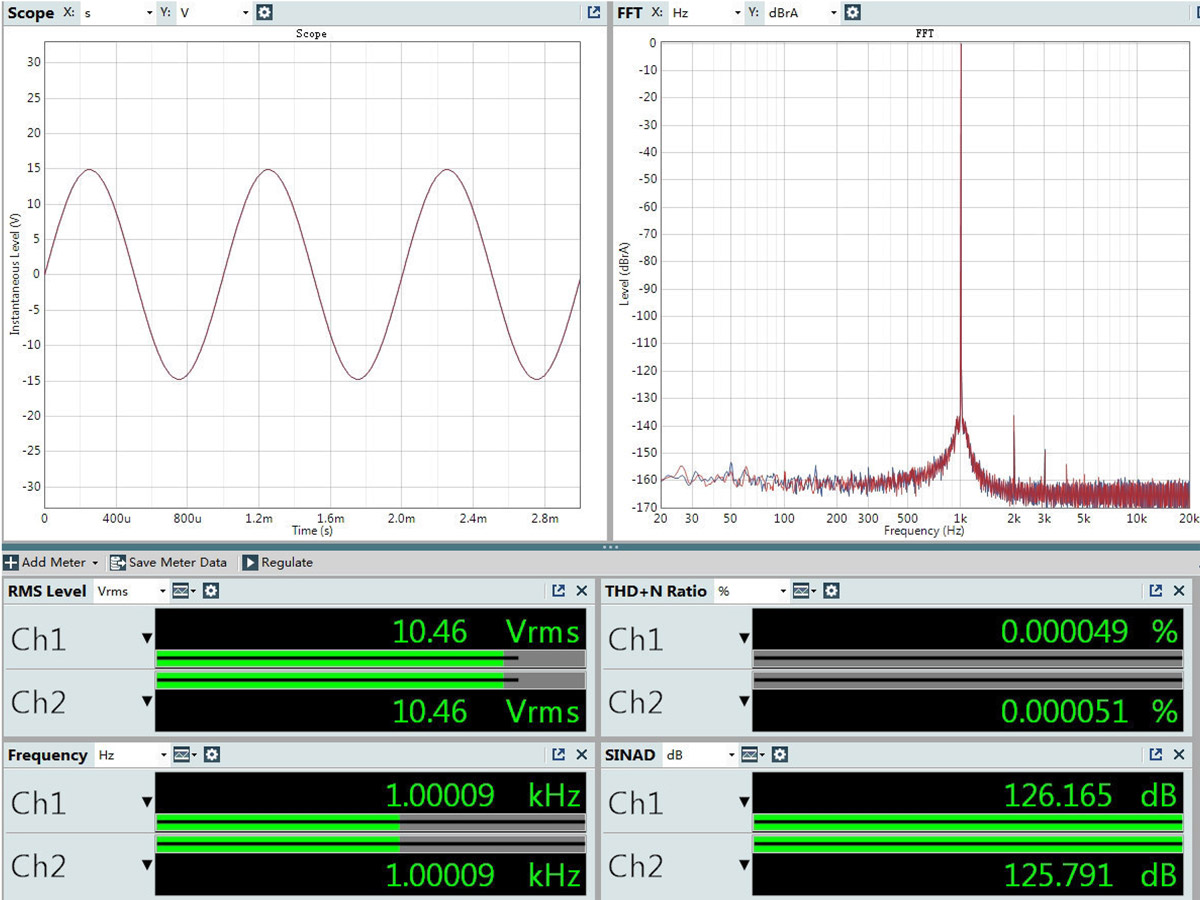 Scope X: s Y: V
FFT X: Hz Y: dBrA
Scope
30
25
20
15
10
5
0
-5
-10
-15
-20
-25
-30
Instantaneous Level (V)
0 400u 800u 1.2m 1.6m 2.0m 2.4m 2.8m
Time (s)
FFT
0
-10
-20
-30
-40
-50
-60
-70
-80
-90
-100
-110
-120
-130
-140
-150
-160
-170
Level (dBrA)
20 30 50 100 200 300 500 1k 2k 3k 5k 10k 20k
Frequency (Hz)
Add Meter Save Meter Data Regulate
RMS Level Vrms
Ch1 10.46 Vrms
Ch2 10.46 Vrms
THD+N Ratio %
Ch1 0.000049 %
Ch2 0.000051 %
Frequency Hz
Ch1 1.00009 kHz
Ch2 1.00009 kHz
SINAD dB
Ch1 126.165 dB
Ch2 125.791 dB